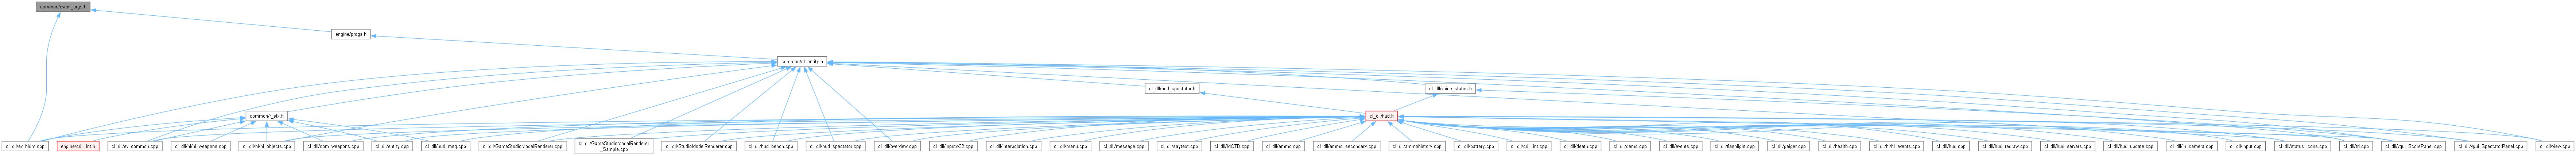 common/event_args.h
engine/progs.h
common/cl_entity.h
cl_dll/hud_spectator.h
cl_dll/voice_status.h
common/r_efx.h
cl_dll/hud.h
cl_dll/ev_hldm.cpp
engine/cdll_int.h
cl_dll/ev_common.cpp
cl_dll/hl/hl_weapons.cpp
cl_dll/hl/hl_objects.cpp
cl_dll/com_weapons.cpp
cl_dll/entity.cpp
cl_dll/hud_msg.cpp
cl_dll/GameStudioModelRenderer.cpp
cl_dll/GameStudioModelRenderer
_Sample.cpp
cl_dll/StudioModelRenderer.cpp
cl_dll/hud_bench.cpp
cl_dll/hud_spectator.cpp
cl_dll/overview.cpp
cl_dll/inputw32.cpp
cl_dll/interpolation.cpp
cl_dll/menu.cpp
cl_dll/message.cpp
cl_dll/saytext.cpp
cl_dll/MOTD.cpp
cl_dll/ammo.cpp
cl_dll/ammo_secondary.cpp
cl_dll/ammohistory.cpp
cl_dll/battery.cpp
cl_dll/cdll_int.cpp
cl_dll/death.cpp
cl_dll/demo.cpp
cl_dll/events.cpp
cl_dll/flashlight.cpp
cl_dll/geiger.cpp
cl_dll/health.cpp
cl_dll/hl/hl_events.cpp
cl_dll/hud.cpp
cl_dll/hud_redraw.cpp
cl_dll/hud_servers.cpp
cl_dll/hud_update.cpp
cl_dll/in_camera.cpp
cl_dll/input.cpp
cl_dll/status_icons.cpp
cl_dll/tri.cpp
cl_dll/vgui_ScorePanel.cpp
cl_dll/vgui_SpectatorPanel.cpp
cl_dll/view.cpp